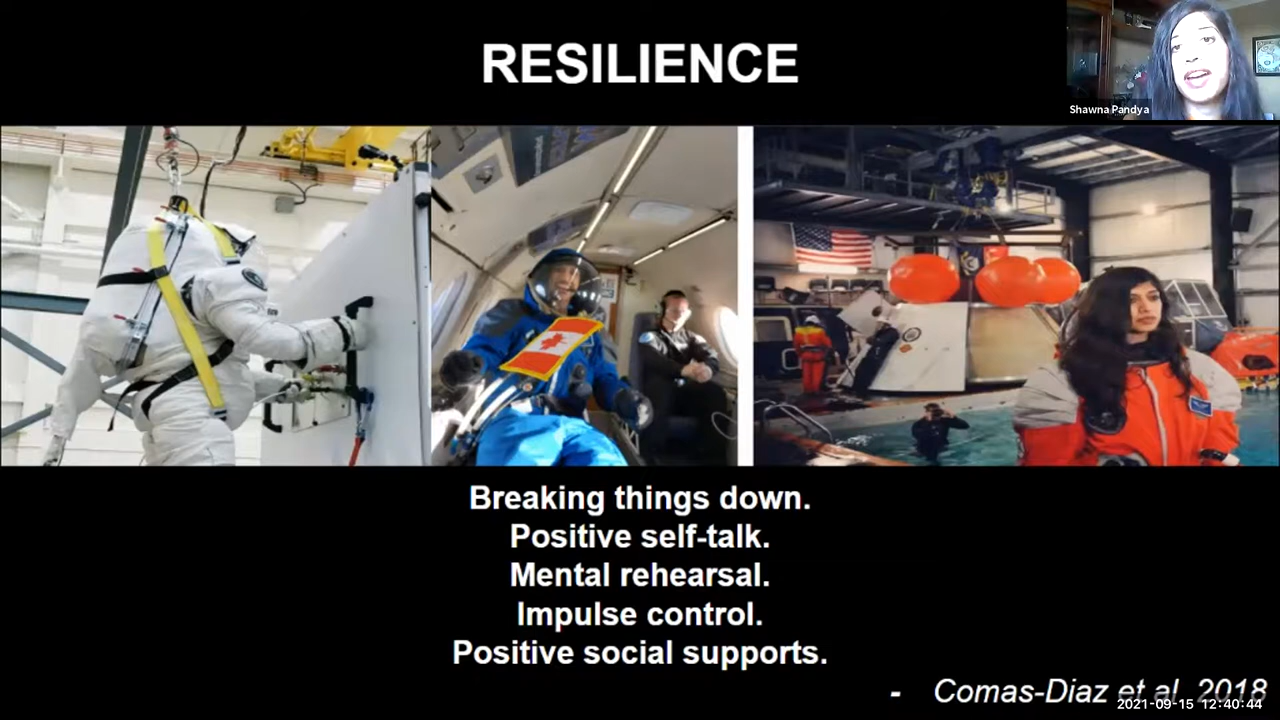 RESILIENCE
Shawna Pandya
Breaking things down.
Positive self-talk.
Mental rehearsal.
Impulse control.
Positive social supports.
- Comas-Diaz et al 2018
2021-09-15 12:40:44